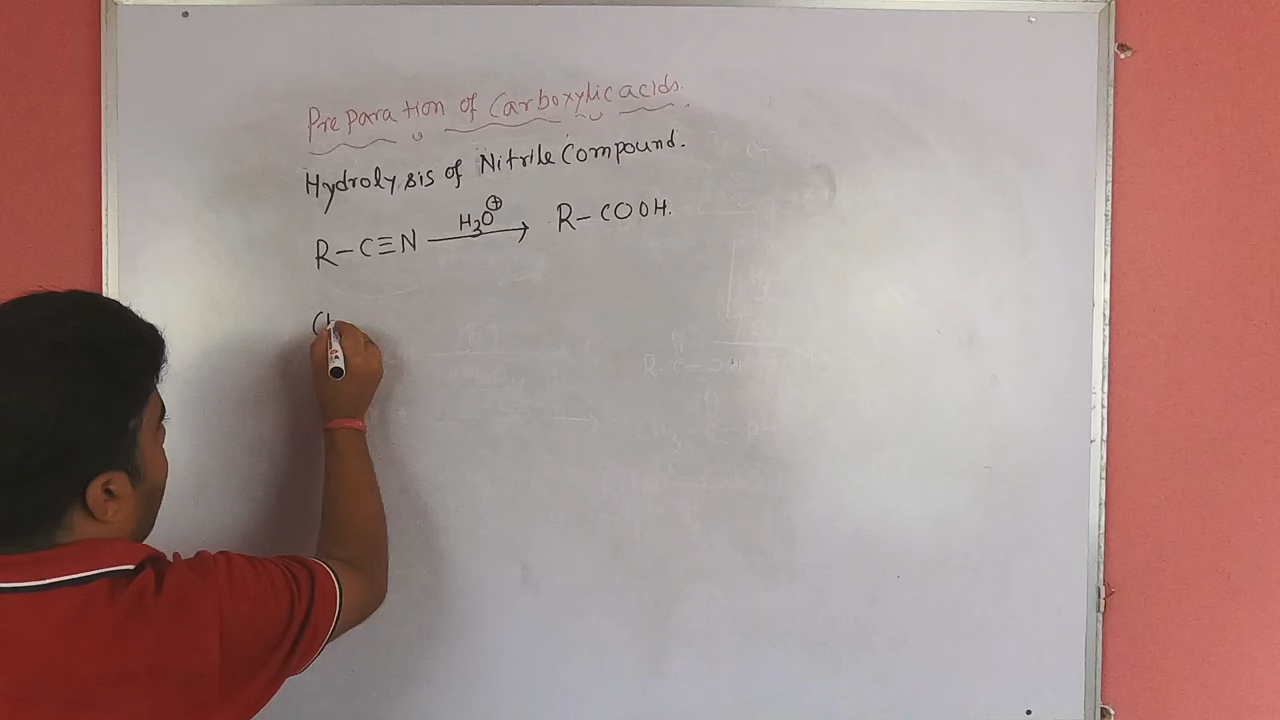 Preparation of Carboxylic acids.
Hydrolysis of Nitrile Compound.
R-C≡N H₃O⊕ → R-COOH.